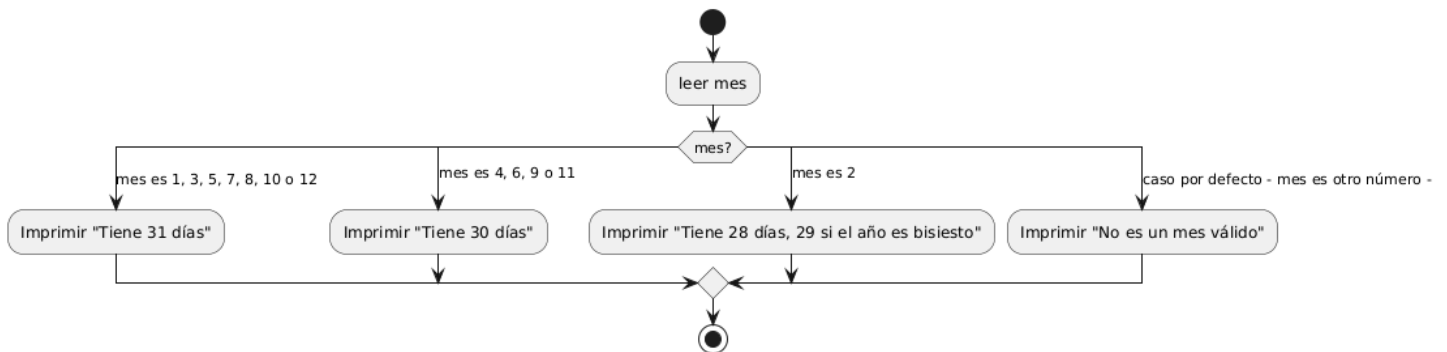 leer mes
mes?
mes es 1, 3, 5, 7, 8, 10 o 12
mes es 4, 6, 9 o 11
mes es 2
caso por defecto - mes es otro número -
Imprimir "Tiene 31 días"
Imprimir "Tiene 30 días"
Imprimir "Tiene 28 días, 29 si el año es bisiesto"
Imprimir "No es un mes válido"